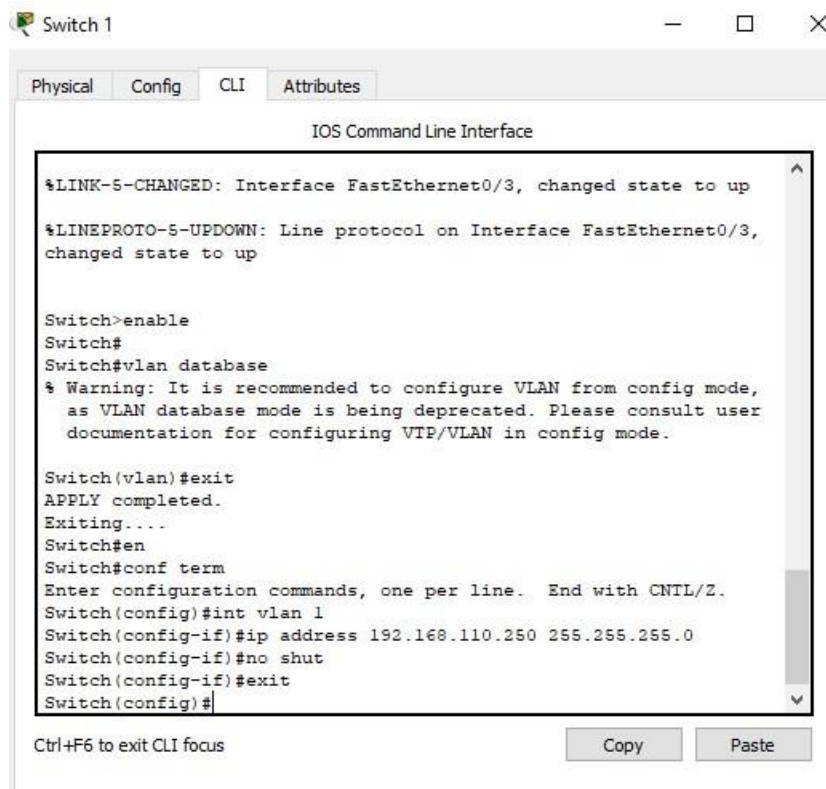 Switch 1
Physical Config CLI Attributes
IOS Command Line Interface
%LINK-5-CHANGED: Interface FastEthernet0/3, changed state to up
%LINEPROTO-5-UPDOWN: Line protocol on Interface FastEthernet0/3,
changed state to up
Switch>enable
Switch#
Switch#vlan database
% Warning: It is recommended to configure VLAN from config mode,
as VLAN database mode is being deprecated. Please consult user
documentation for configuring VTP/VLAN in config mode.
Switch(vlan)#exit
APPLY completed.
Exiting....
Switch#en
Switch#conf term
Enter configuration commands, one per line.  End with CNTL/Z.
Switch(config)#int vlan 1
Switch(config-if)#ip address 192.168.110.250 255.255.255.0
Switch(config-if)#no shut
Switch(config-if)#exit
Switch(config)#
Ctrl+F6 to exit CLI focus
Copy Paste